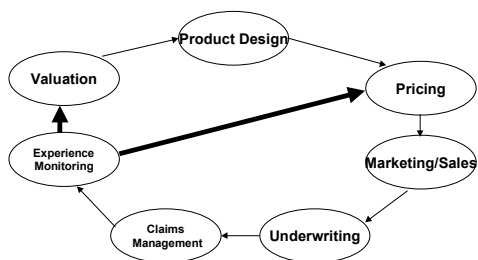 Product Design
Valuation
Pricing
Experience
Monitoring
Marketing/Sales
Claims
Management
Underwriting